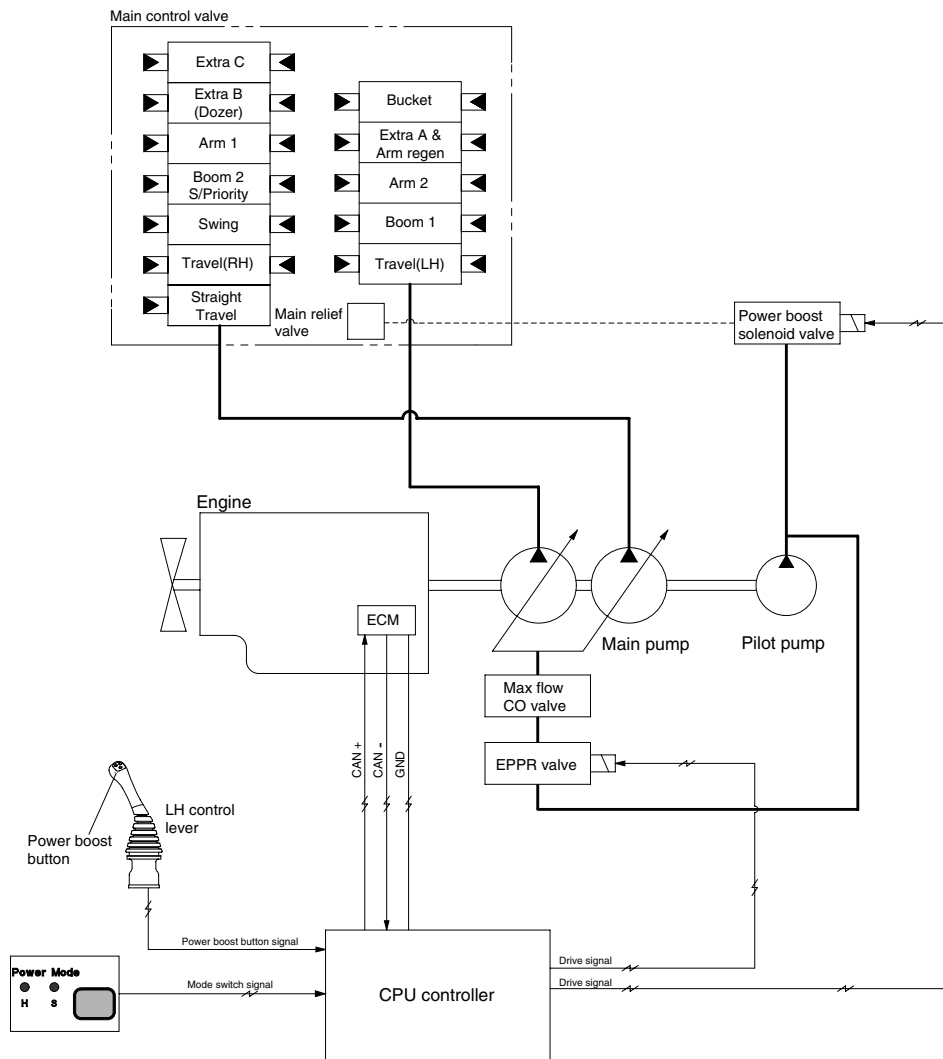 Main control valve
Extra C
Extra B
(Dozer)
Arm 1
Boom 2
S/Priority
Swing
Travel(RH)
Straight
Travel
Bucket
Extra A &
Arm regen
Arm 2
Boom 1
Travel(LH)
Main relief
valve
Power boost
solenoid valve
Engine
ECM
Main pump
Pilot pump
Max flow
CO valve
EPPR valve
CAN +
CAN -
GND
LH control
lever
Power boost
button
Power boost button signal
Power Mode
H S
Mode switch signal
CPU controller
Drive signal
Drive signal